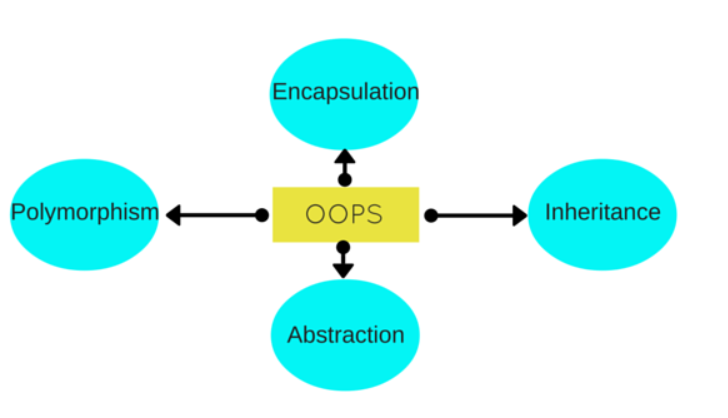 Encapsulation
Polymorphism
OOPS
Inheritance
Abstraction